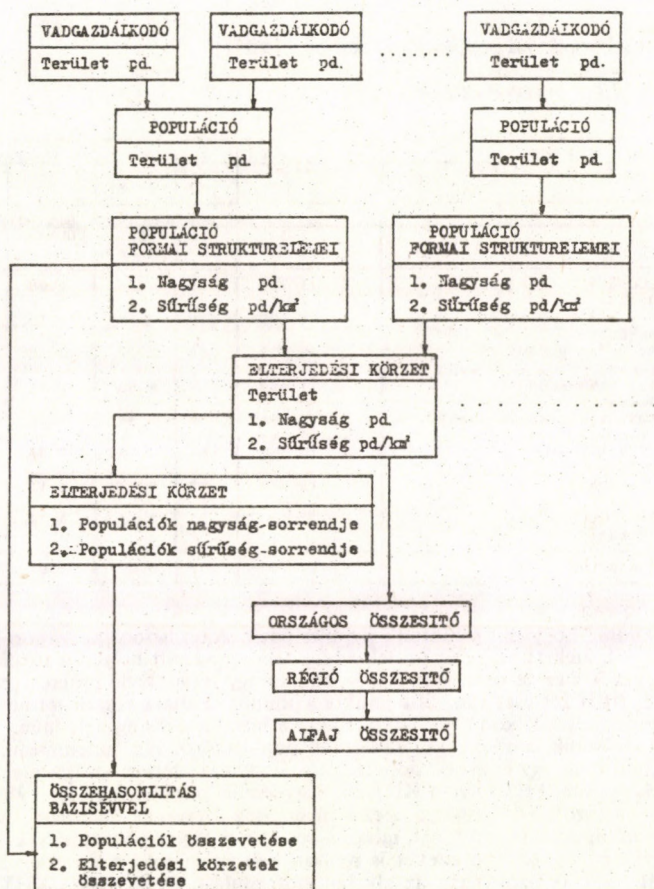 VADGAZDÁLKODÓ
Terület pd.
VADGAZDÁLKODÓ
Terület pd.
VADGAZDÁLKODÓ
Terület pd.
POPULÁCIÓ
Terület pd.
POPULÁCIÓ
Terület pd.
POPULÁCIÓ
FORMAI STRUKTURELEMEI
1. Nagyság pd.
2. Sűrűség pd/km²
POPULÁCIÓ
FORMAI STRUKTURELEMEI
1. Nagyság pd.
2. Sűrűség pd/km²
ELTERJEDÉSI KÖRZET
Terület
1. Nagyság pd.
2. Sűrűség pd/km²
ELTERJEDÉSI KÖRZET
1. Populációk nagyság-sorrendje
2. Populációk sűrűség-sorrendje
ORSZÁGOS ÖSSZESITŐ
RÉGIÓ ÖSSZESITŐ
ALFAJ ÖSSZESITŐ
ÖSSZEHASONLITÁS
BÁZISÉVVEL
1. Populációk összevetése
2. Elterjedési körzetek
összevetése